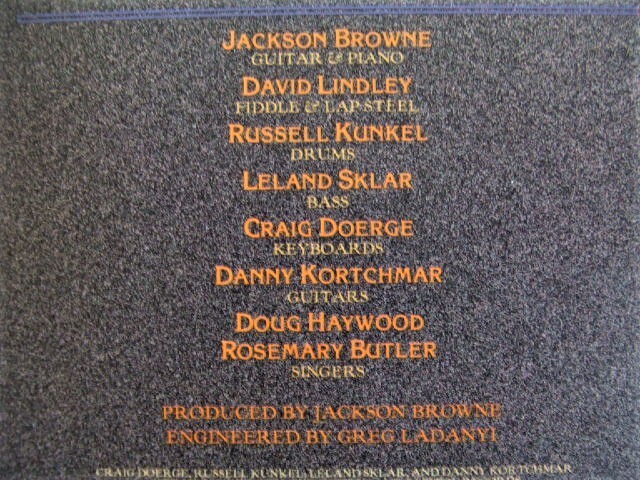 JACKSON BROWNE
GUITAR & PIANO
DAVID LINDLEY
FIDDLE & LAP STEEL
RUSSELL KUNKEL
DRUMS
LELAND SKLAR
BASS
CRAIG DOERGE
KEYBOARDS
DANNY KORTCHMAR
GUITARS
DOUG HAYWOOD
ROSEMARY BUTLER
SINGERS
PRODUCED BY JACKSON BROWNE
ENGINEERED BY GREG LADANYI
CRAIG DOERGE, RUSSELL KUNKEL, LELAND SKLAR, AND DANNY KORTCHMAR